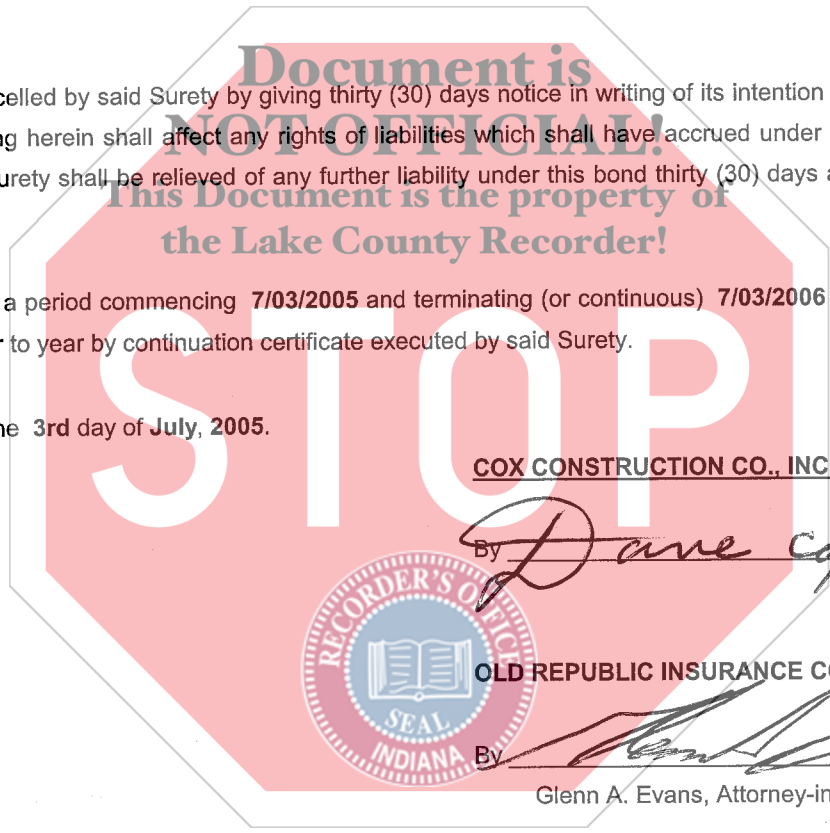 Document is
celled by said Surety by giving thirty (30) days notice in writing of its intention
NOT OFFICIAL!
ng herein shall affect any rights of liabilities which shall have accrued under
urety shall be relieved of any further liability under this bond thirty (30) days a
This Document is the property of
the Lake County Recorder!
a period commencing 7/03/2005 and terminating (or continuous) 7/03/2006
r to year by continuation certificate executed by said Surety.
STOP
he 3rd day of July, 2005.
COX CONSTRUCTION CO., INC
By Dave Co
RECORDER'S OFFICE
SEAL
INDIANA
OLD REPUBLIC INSURANCE CO
By
Glenn A. Evans, Attorney-in